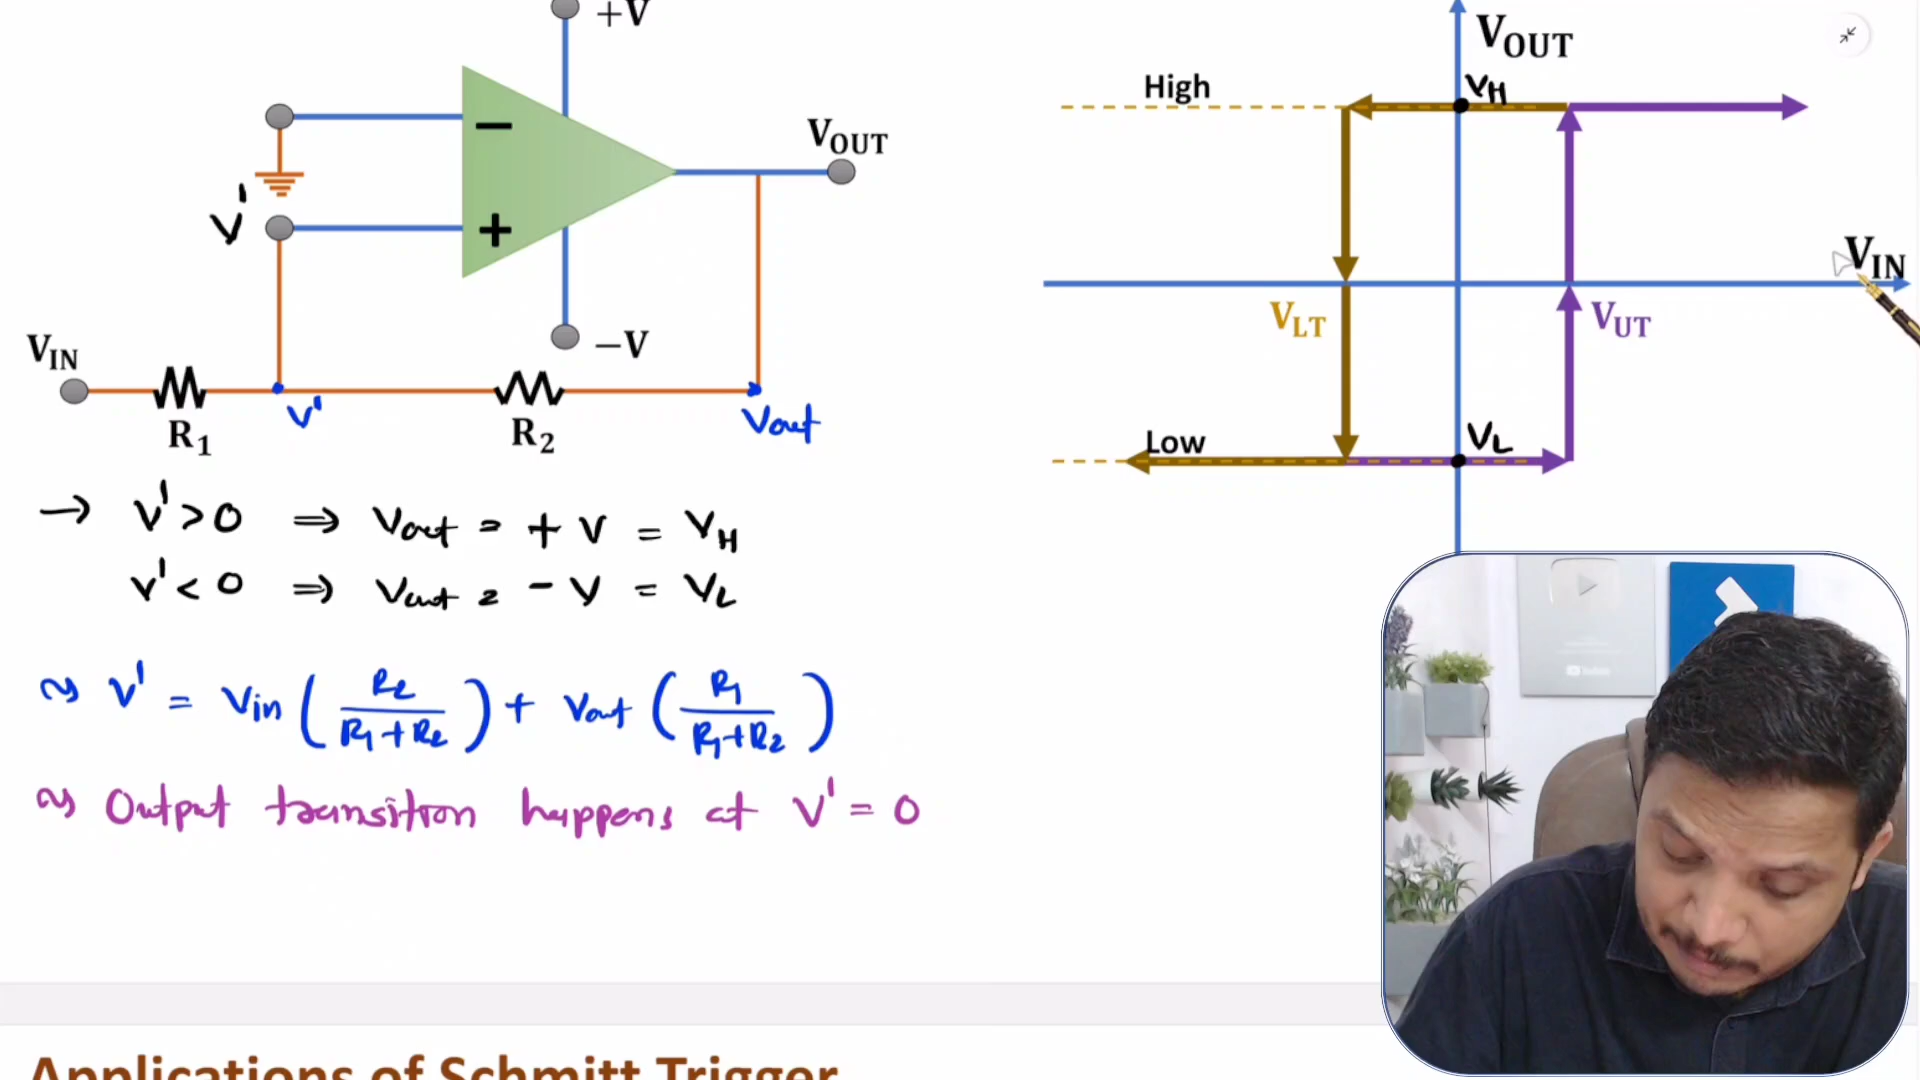 +V
−
V'
+
VOUT
−V
VIN
R1
V'
R2
Vout
→ V' > 0 ⇒ Vout = + V = VH
V' < 0 ⇒ Vout = - V = VL
~> V' = Vin (R2/R1+R2) + Vout (R1/R1+R2)
~> Output transition happens at V' = 0
VOUT
High
VH
VIN
VLT
VUT
Low
VL
Applications of Schmitt Trigger